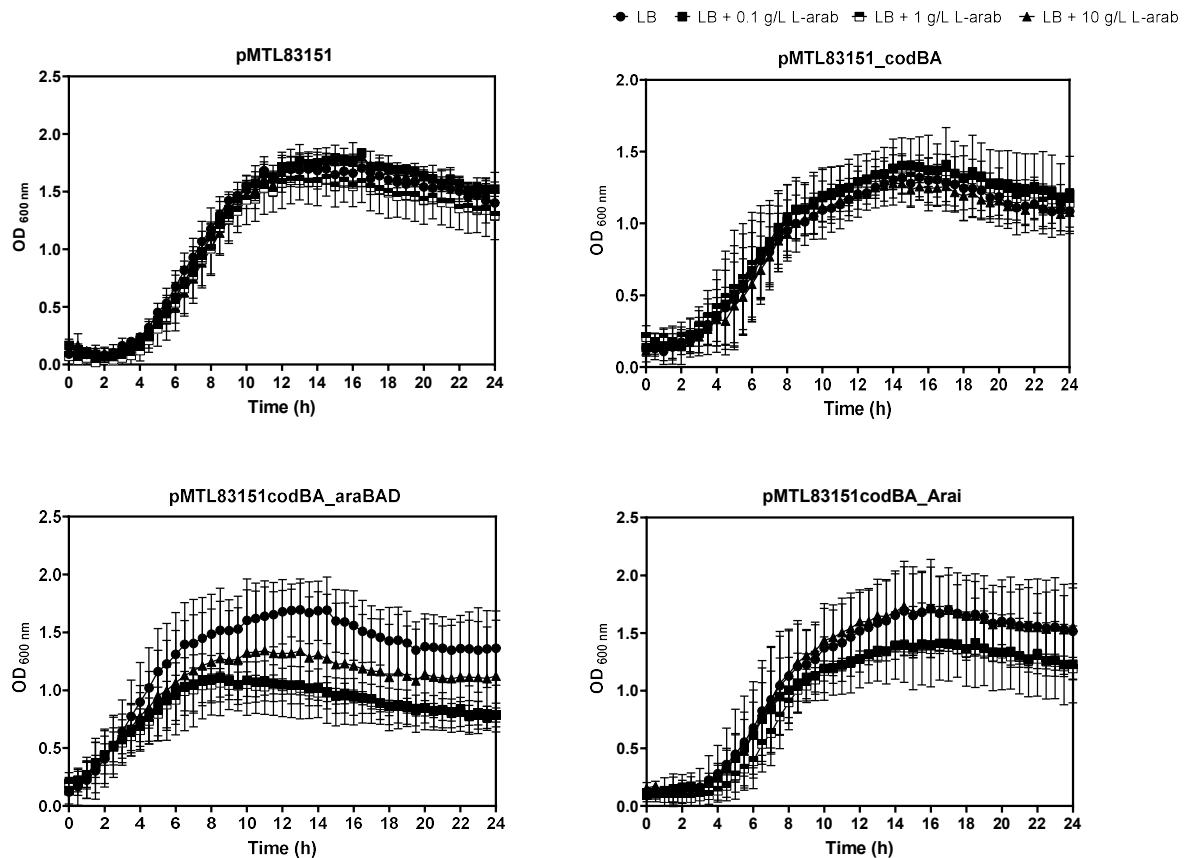 LB LB + 0.1 g/L L-arab LB + 1 g/L L-arab LB + 10 g/L L-arab
pMTL83151
2.5
2.0
1.5
1.0
0.5
0.0
OD 600 nm
0 2 4 6 8 10 12 14 16 18 20 22 24
Time (h)
pMTL83151_codBA
2.0
1.5
1.0
0.5
0.0
OD 600 nm
0 2 4 6 8 10 12 14 16 18 20 22 24
Time (h)
pMTL83151codBA_araBAD
2.5
2.0
1.5
1.0
0.5
0.0
OD 600 nm
0 2 4 6 8 10 12 14 16 18 20 22 24
Time (h)
pMTL83151codBA_Arai
2.5
2.0
1.5
1.0
0.5
0.0
OD 600 nm
0 2 4 6 8 10 12 14 16 18 20 22 24
Time (h)